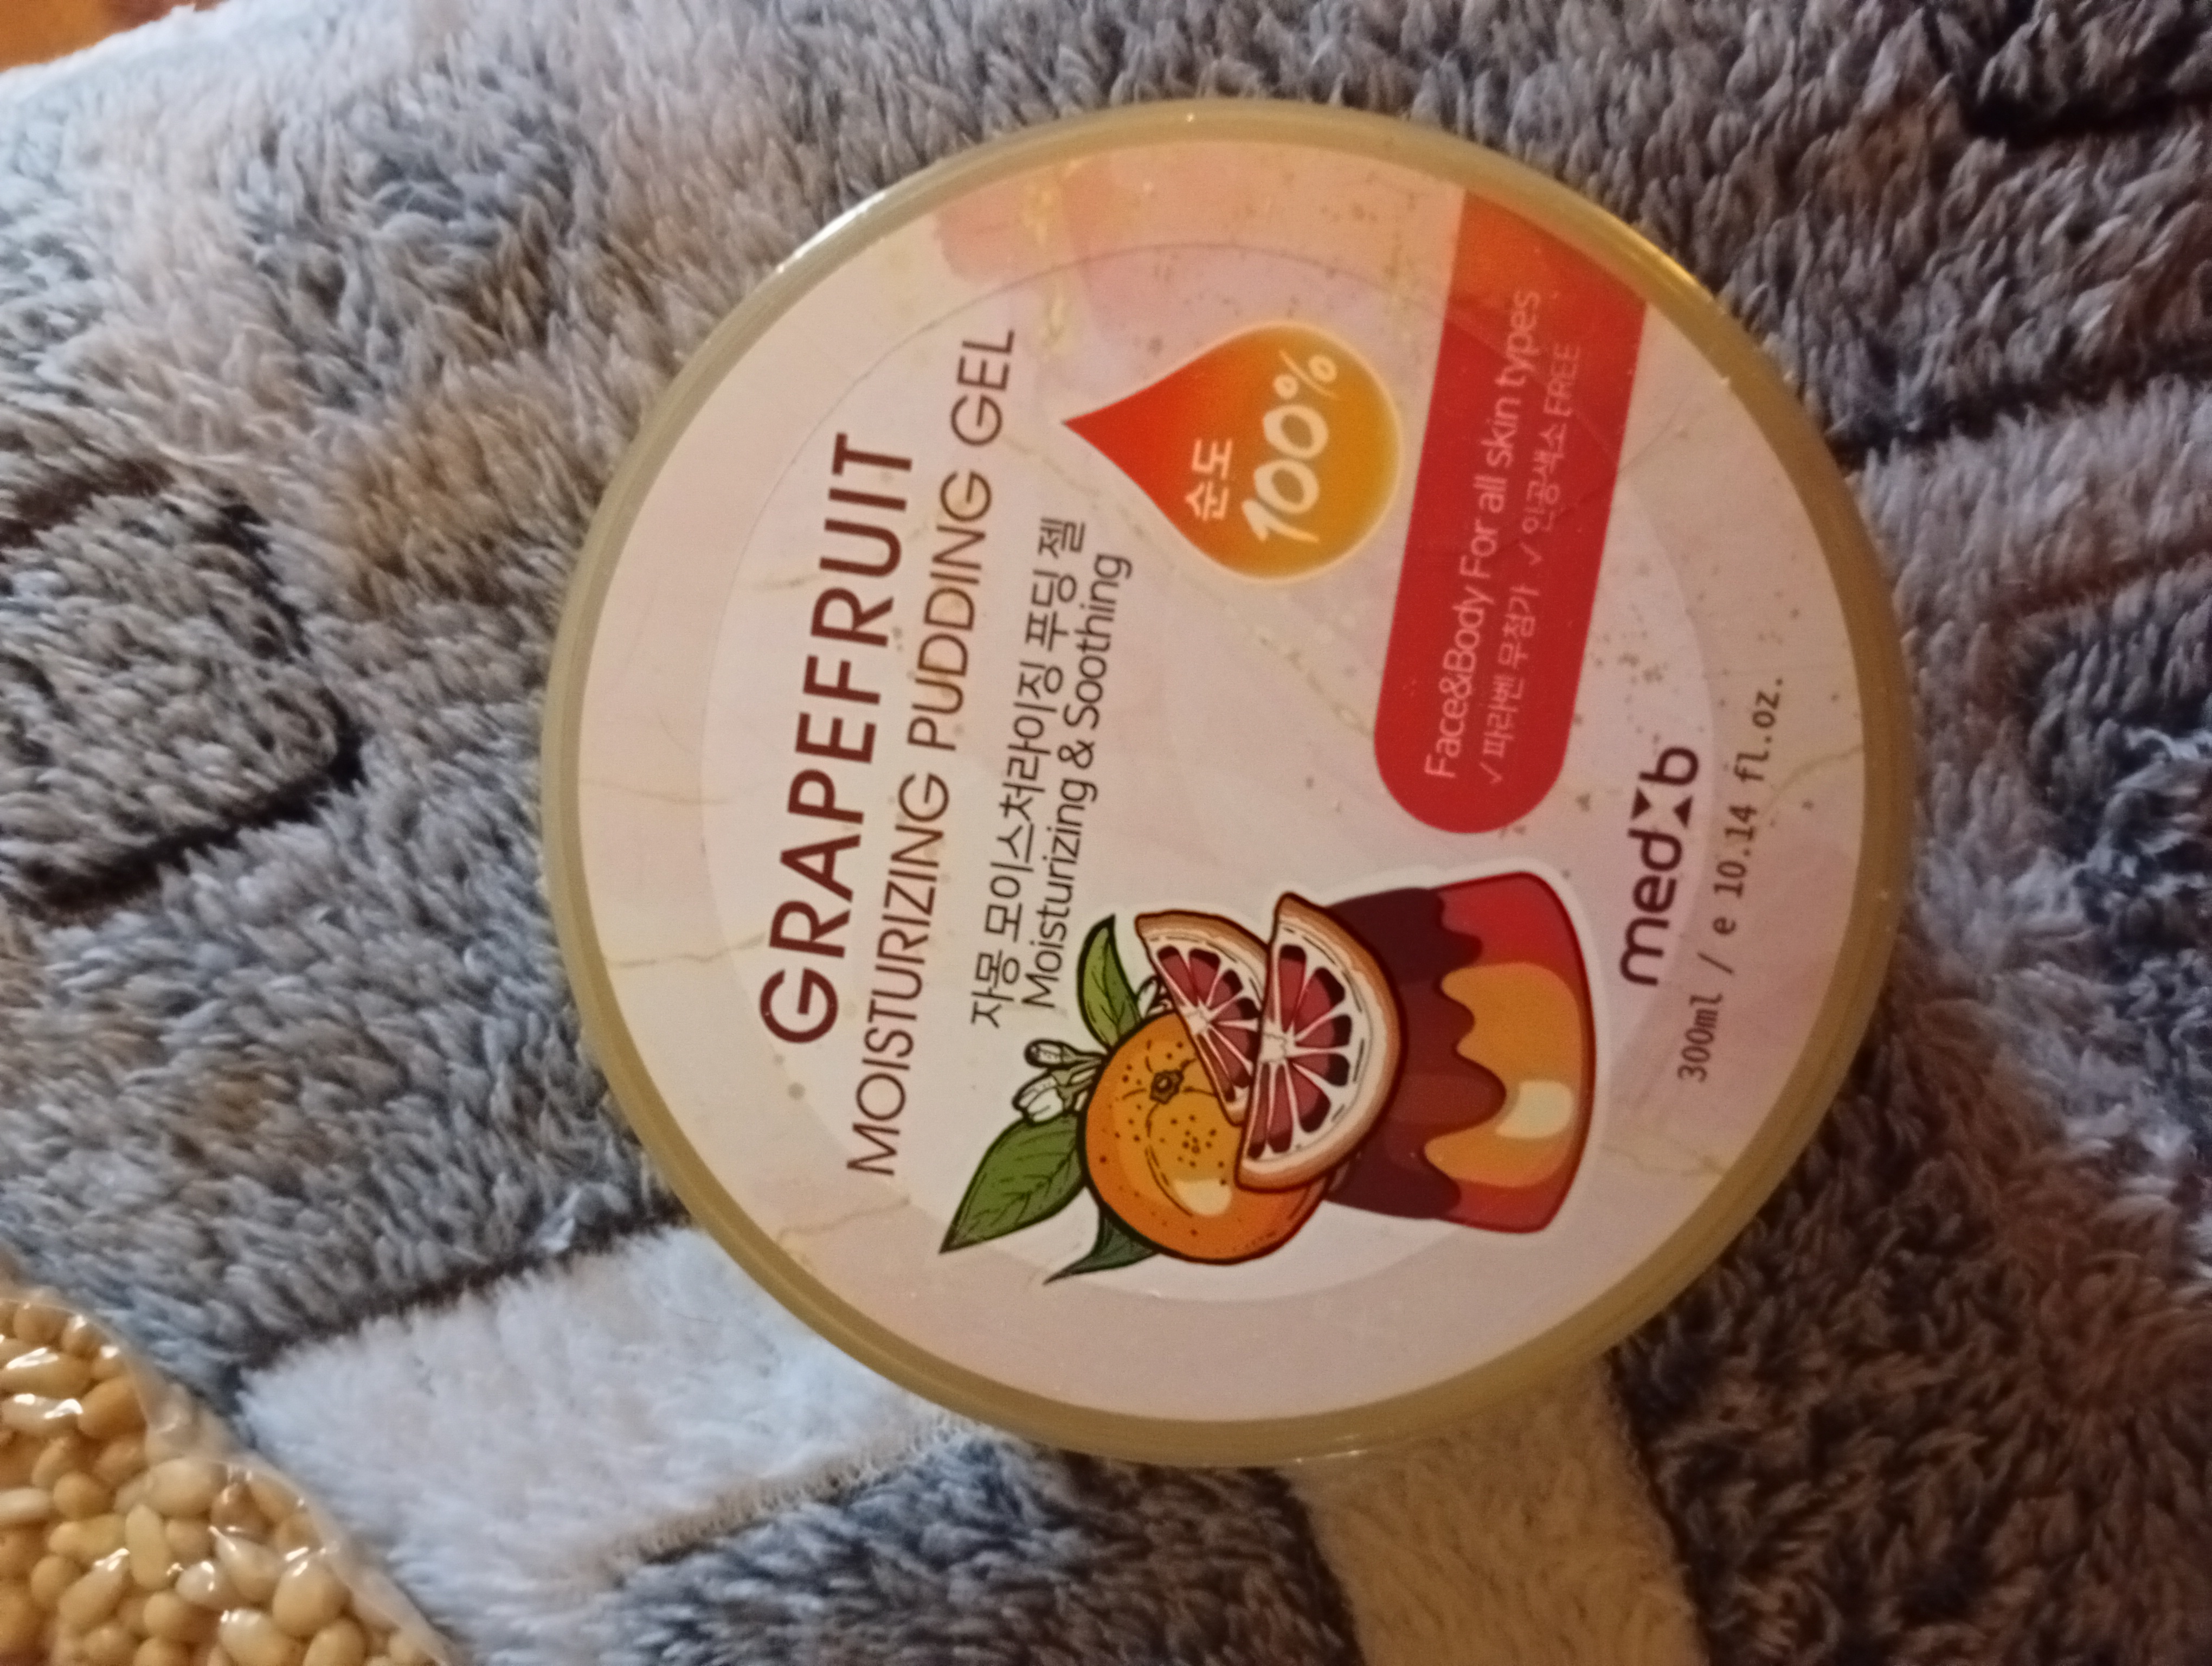 GRAPEFRUIT
MOISTURIZING PUDDING GEL
자몽 모이스처라이징 푸딩 젤
Moisturizing & Soothing
순도
100%
Face&Body For all skin types
✓파라벤 무첨가 ✓인공색소 FREE
med b
300ml / e 10.14 fl.oz.